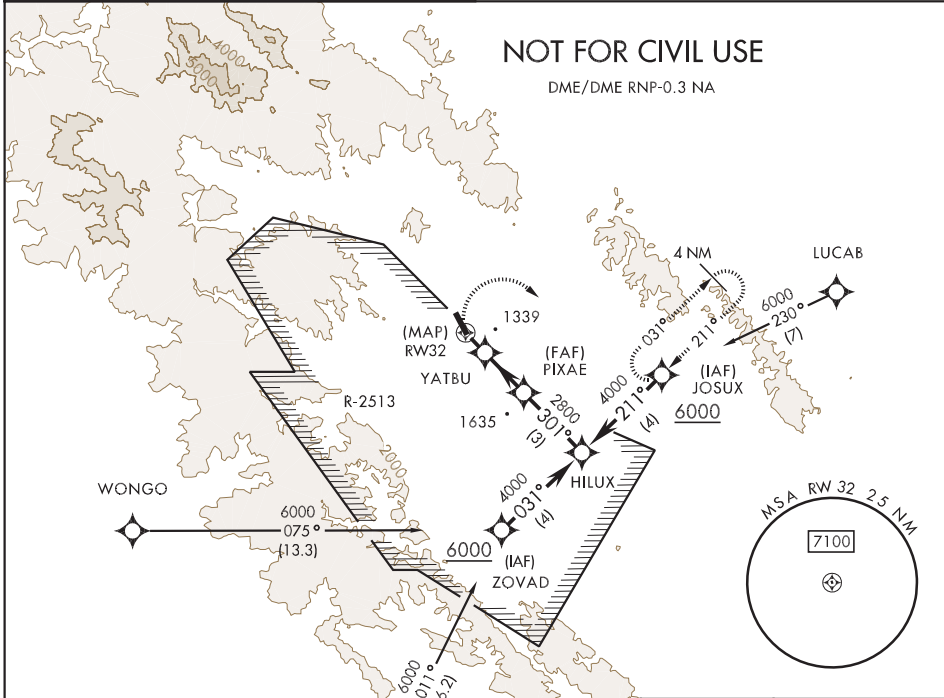 NOT FOR CIVIL USE
DME/DME RNP-0.3 NA
4000
5000
4 NM
LUCAB
6000
230°
(7)
1339
(MAP)
RW32
031°
211°
(FAF)
PIXAE
YATBU
(IAF)
JOSUX
6000
4000
211°
(4)
2800
301°
(3)
R-2513
1635
2000
HILUX
WONGO
6000
075°
(13.3)
4000
031°
(4)
6000
(IAF)
ZOVAD
MSA RW 32 25 NM
7100
6000
011°
6.2)